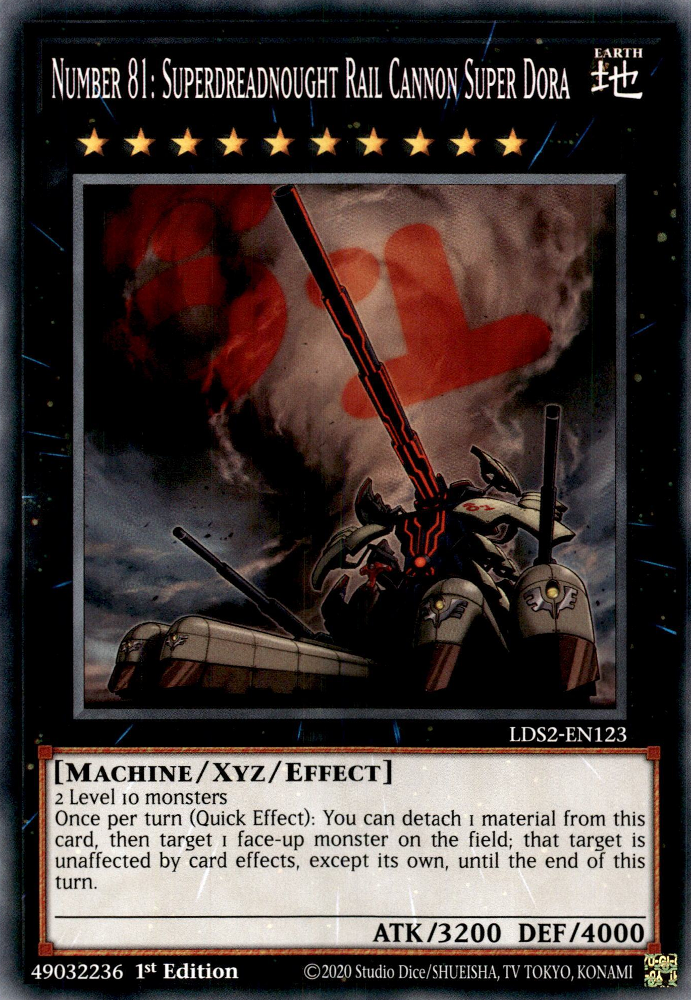 NUMBER 81: SUPERDREADNOUGHT RAIL CANNON SUPER DORA
EARTH
地
81
LDS2-EN123
[MACHINE/XYZ/EFFECT]
2 Level 10 monsters
Once per turn (Quick Effect): You can detach 1 material from this
card, then target 1 face-up monster on the field; that target is
unaffected by card effects, except its own, until the end of this
turn.
ATK/3200 DEF/4000
49032236 1st Edition
©2020 Studio Dice/SHUEISHA, TV TOKYO, KONAMI